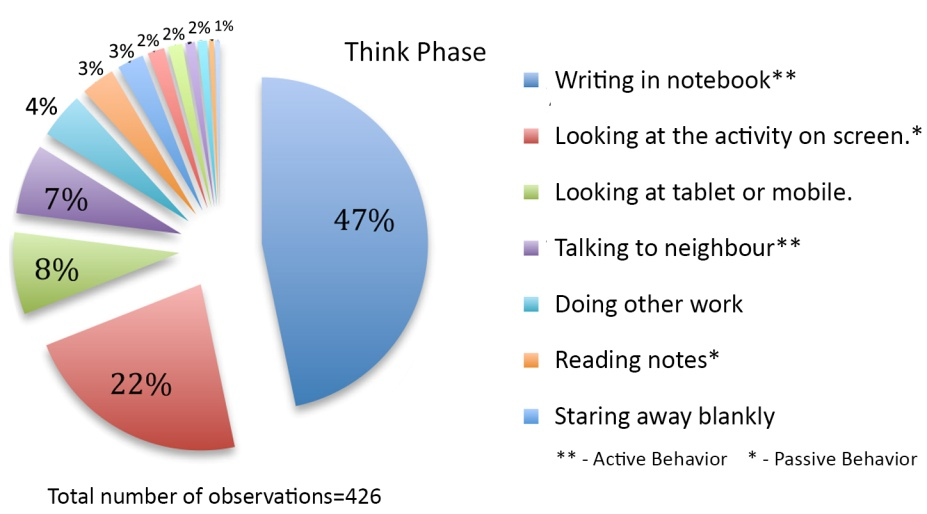 Think Phase
47%
22%
8%
7%
4%
3%
3%
2%
2%
2%
1%
Writing in notebook**
Looking at the activity on screen.*
Looking at tablet or mobile.
Talking to neighbour**
Doing other work
Reading notes*
Staring away blankly
** - Active Behavior * - Passive Behavior
Total number of observations=426